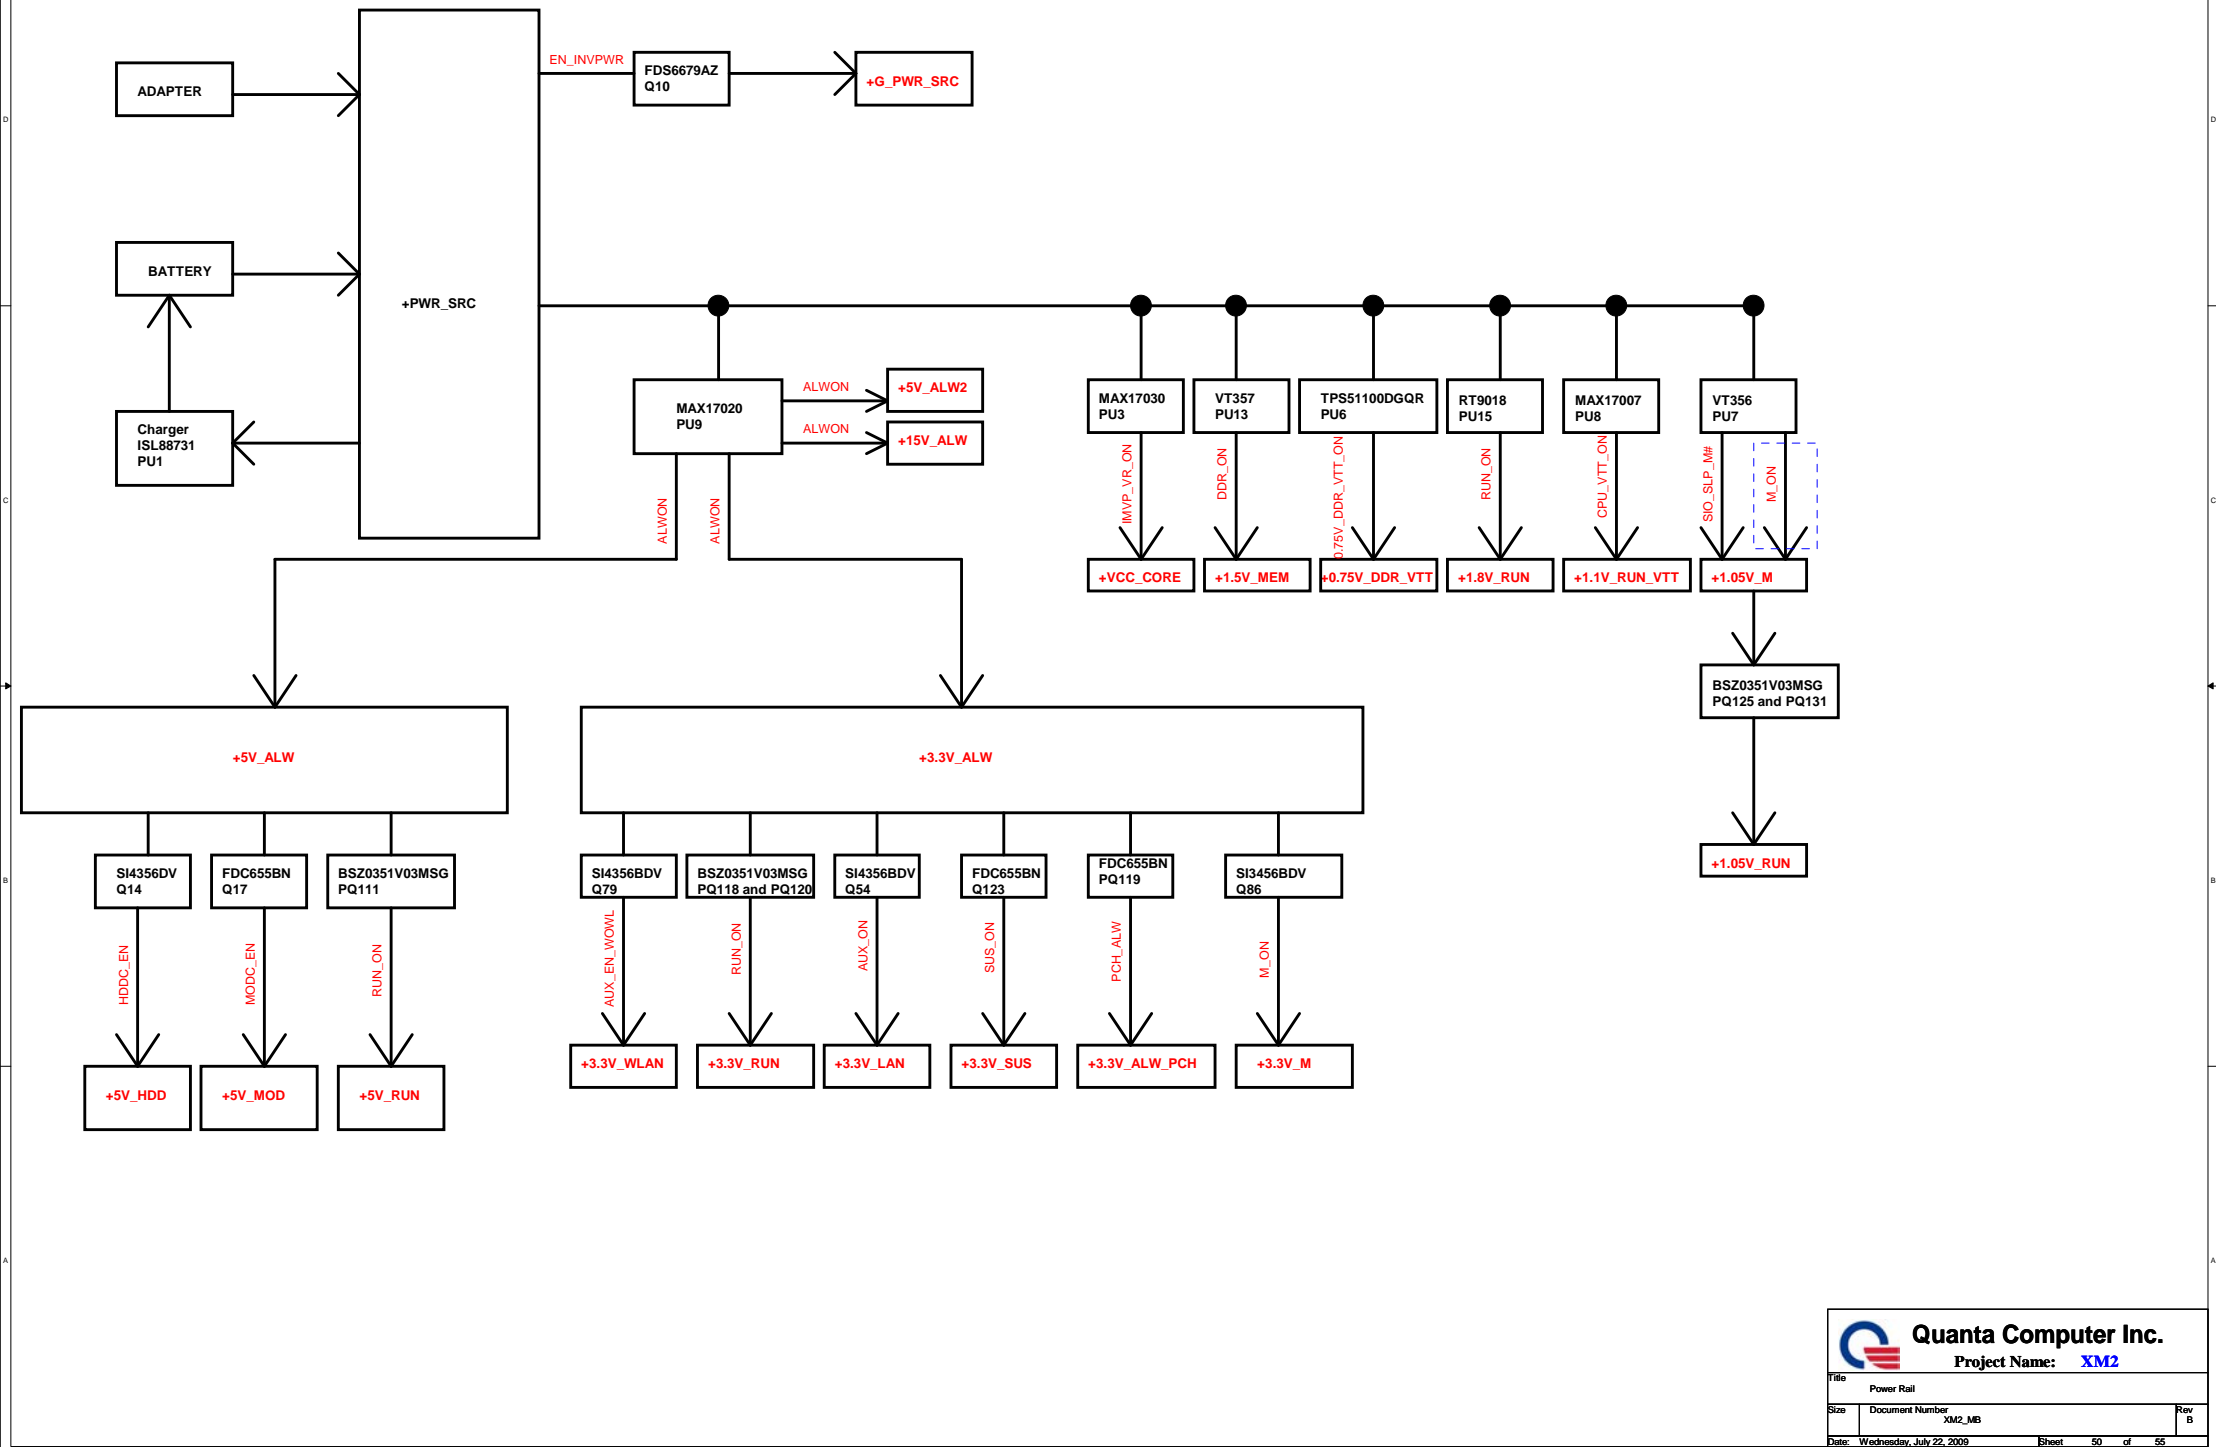 EN_INVPWR
FDS6679AZ
Q10
+G_PWR_SRC
ADAPTER
D
D
BATTERY
+PWR_SRC
Charger
ISL88731
PU1
MAX17020
PU9
ALWON
+5V_ALW2
ALWON
+15V_ALW
ALWON
ALWON
MAX17030
PU3
VT357
PU13
TPS51100DGQR
PU6
RT9018
PU15
MAX17007
PU8
VT356
PU7
IMVP_VR_ON
DDR_ON
0.75V_DDR_VTT_ON
RUN_ON
CPU_VTT_ON
SIO_SLP_M#
M_ON
C
C
+VCC_CORE
+1.5V_MEM
+0.75V_DDR_VTT
+1.8V_RUN
+1.1V_RUN_VTT
+1.05V_M
BSZ0351V03MSG
PQ125 and PQ131
+1.05V_RUN
+5V_ALW
+3.3V_ALW
SI4356DV
Q14
FDC655BN
Q17
BSZ0351V03MSG
PQ111
SI4356BDV
Q79
BSZ0351V03MSG
PQ118 and PQ120
SI4356BDV
Q54
FDC655BN
Q123
FDC655BN
PQ119
SI3456BDV
Q86
B
B
HDDC_EN
MODC_EN
RUN_ON
AUX_EN_WOWL
RUN_ON
AUX_ON
SUS_ON
PCH_ALW
M_ON
+5V_HDD
+5V_MOD
+5V_RUN
+3.3V_WLAN
+3.3V_RUN
+3.3V_LAN
+3.3V_SUS
+3.3V_ALW_PCH
+3.3V_M
A
A
Quanta Computer Inc.
Project Name: XM2
Title
Power Rail
Size Document Number Rev
XM2_MB B
Date: Wednesday, July 22, 2009 Sheet 50 of 55